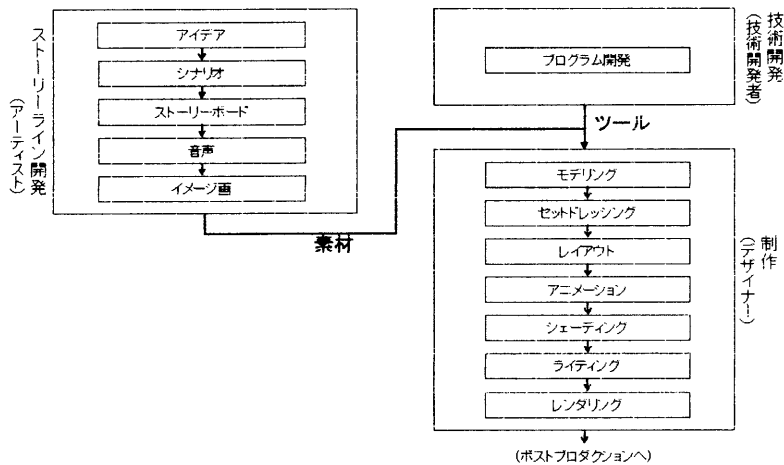 ストーリーライン開発
(アーティスト)
アイデア
シナリオ
ストーリーボード
音声
イメージ画
素材
技術開発
(技術開発者)
プログラム開発
ツール
制作
(デザイナー)
モデリング
セットドレッシング
レイアウト
アニメーション
シェーディング
ライティング
レンダリング
(ポストプロダクションへ)